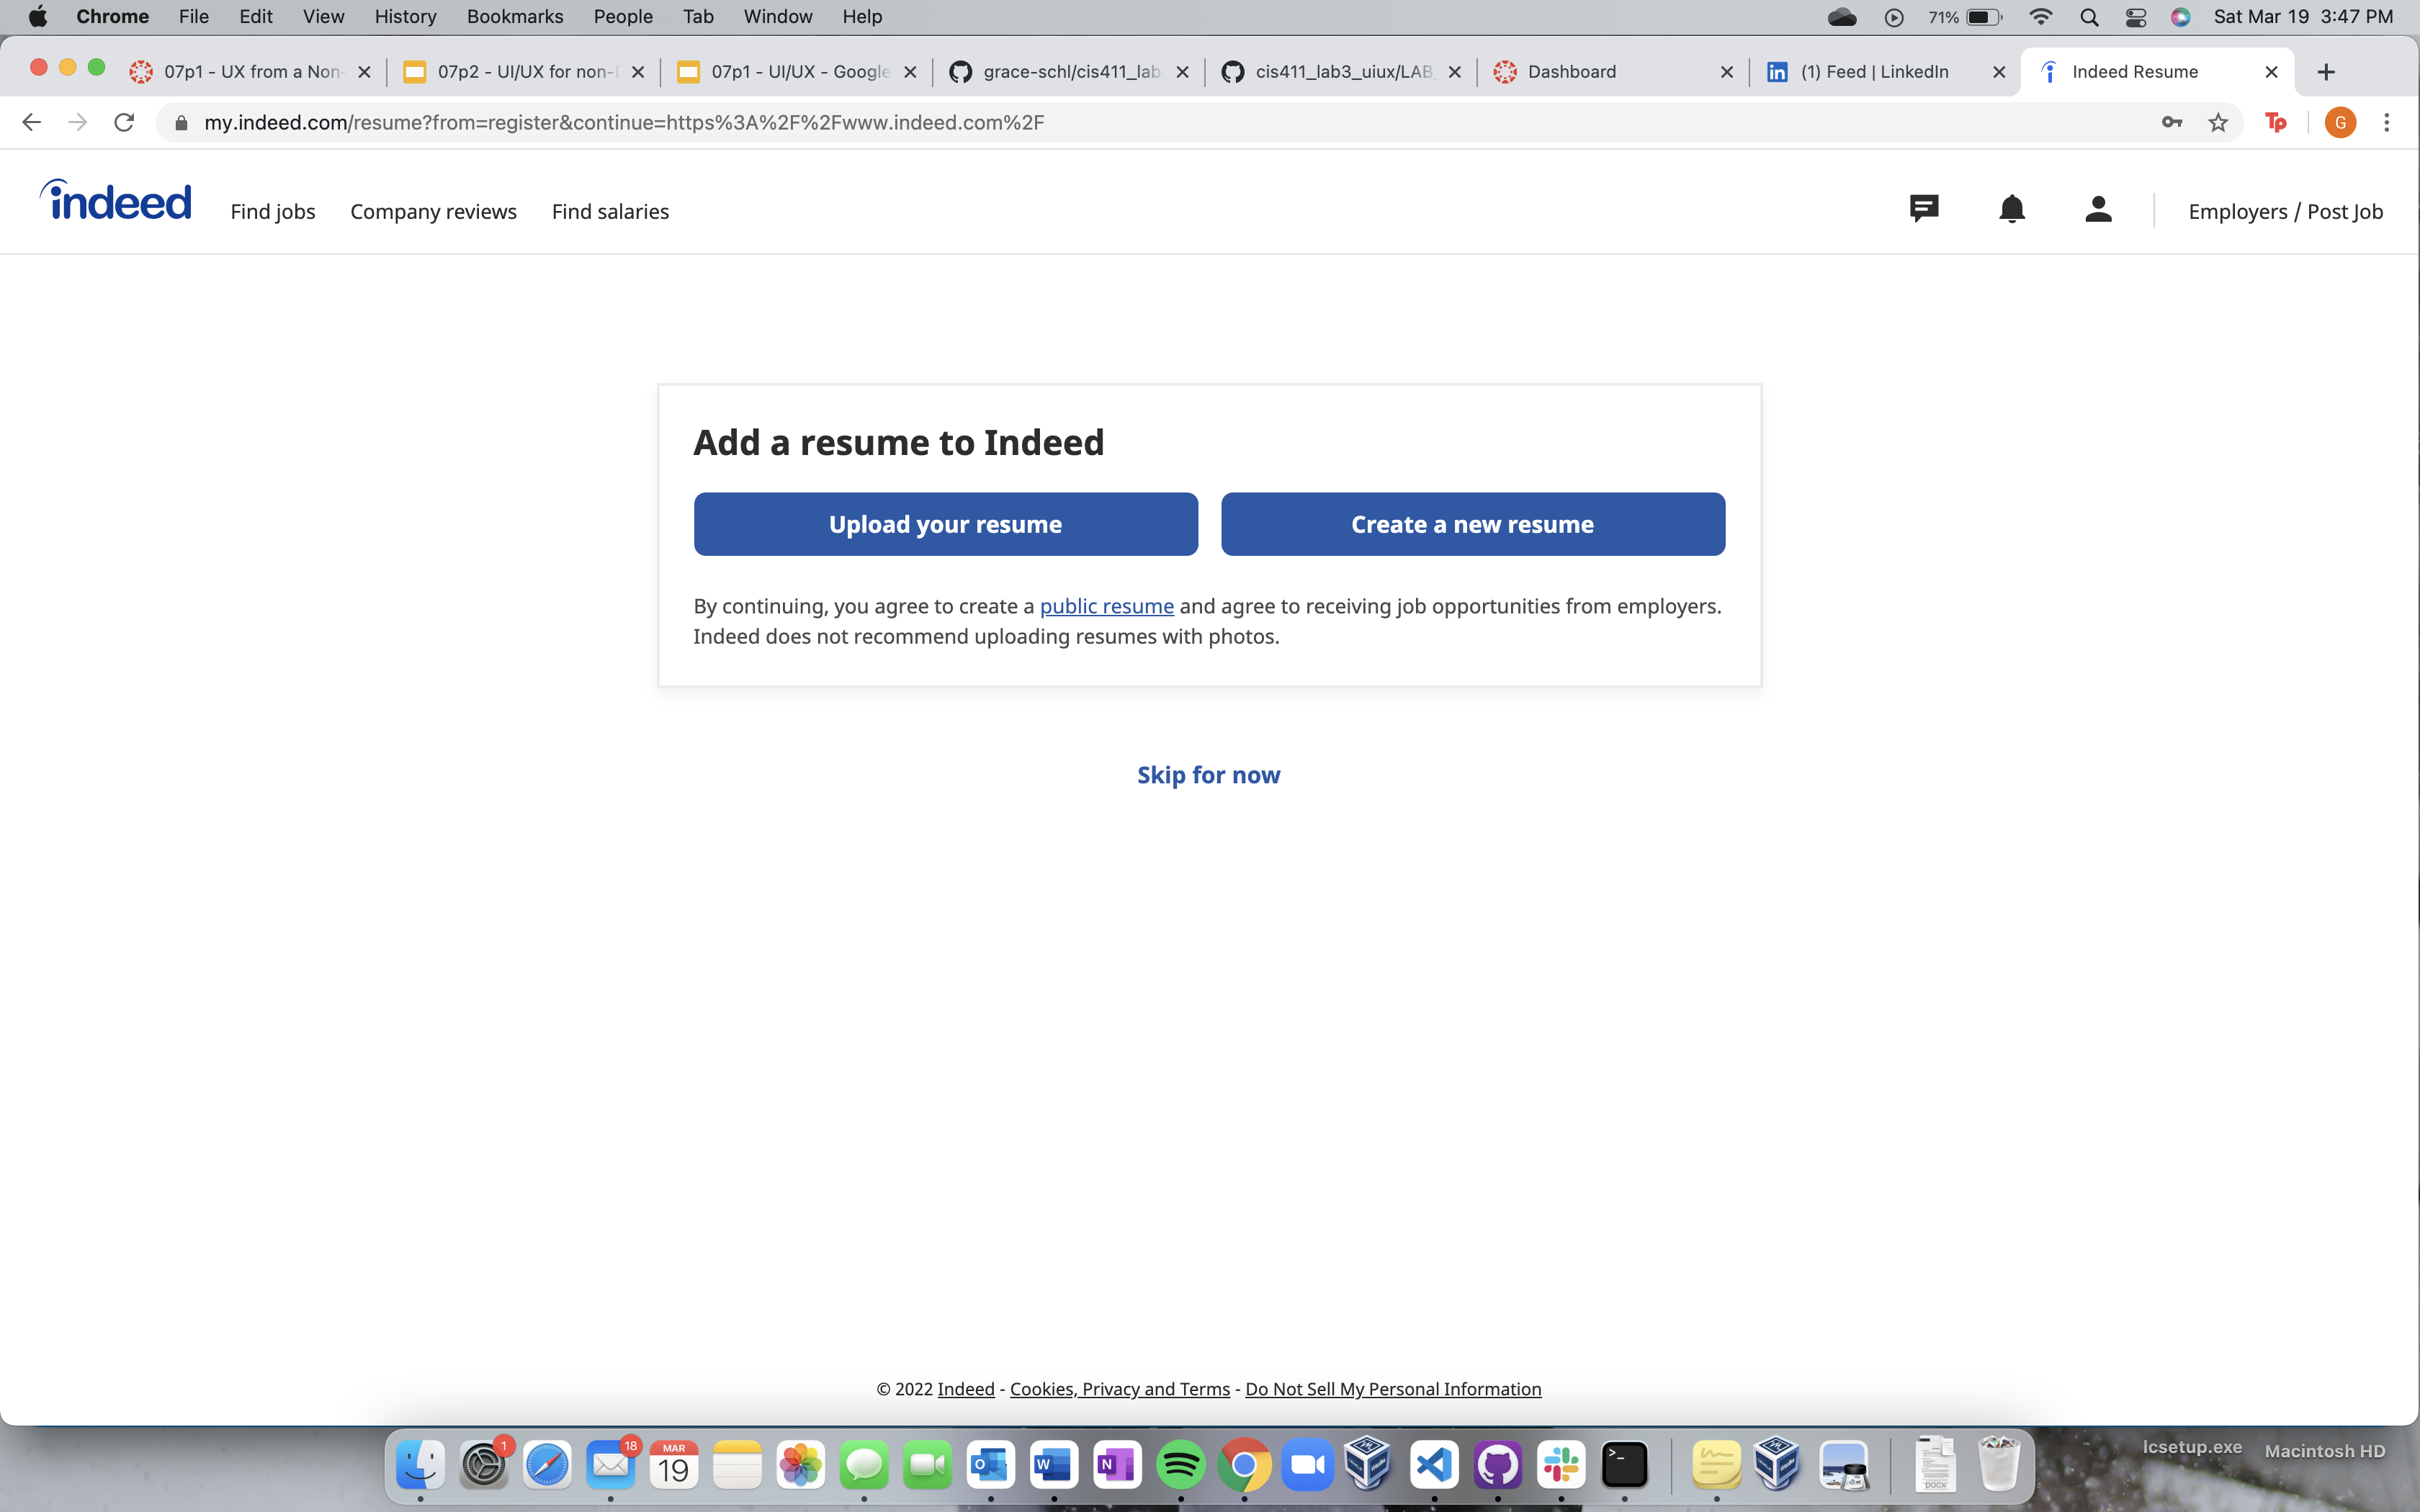 Chrome File Edit View History Bookmarks People Tab Window Help 71% Sat Mar 19 3:47 PM
07p1 - UX from a Non- 07p2 - UI/UX for non- 07p1 - UI/UX - Google grace-schl/cis411_lab cis411_lab3_uiux/LAB Dashboard (1) Feed | LinkedIn Indeed Resume
my.indeed.com/resume?from=register&continue=https%3A%2F%2Fwww.indeed.com%2F Tp G
indeed Find jobs Company reviews Find salaries Employers / Post Job
Add a resume to Indeed
Upload your resume Create a new resume
By continuing, you agree to create a public resume and agree to receiving job opportunities from employers.
Indeed does not recommend uploading resumes with photos.
Skip for now
© 2022 Indeed - Cookies, Privacy and Terms - Do Not Sell My Personal Information
1 18 MAR
19 O W N >_ DOCX
lcsetup.exe Macintosh HD